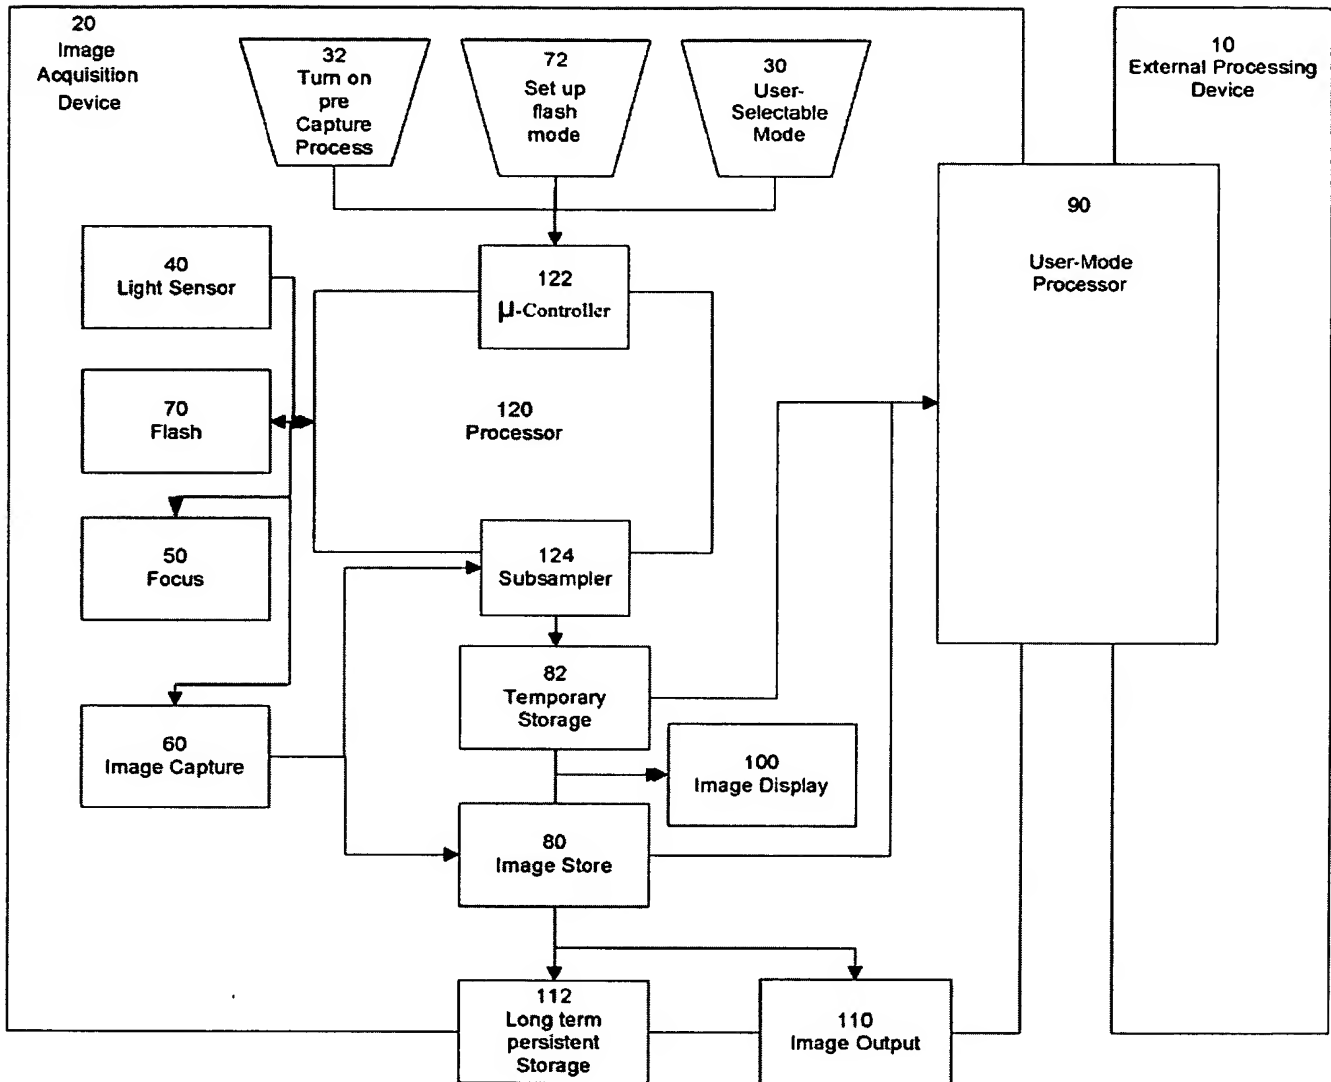 20
Image
Acquisition
Device
32
Turn on
pre
Capture
Process
72
Set up
flash
mode
30
User-
Selectable
Mode
10
External Processing
Device
40
Light Sensor
122
μ-Controller
90
User-Mode
Processor
70
Flash
120
Processor
50
Focus
124
Subsampler
82
Temporary
Storage
60
Image Capture
100
Image Display
80
Image Store
112
Long term
persistent
Storage
110
Image Output